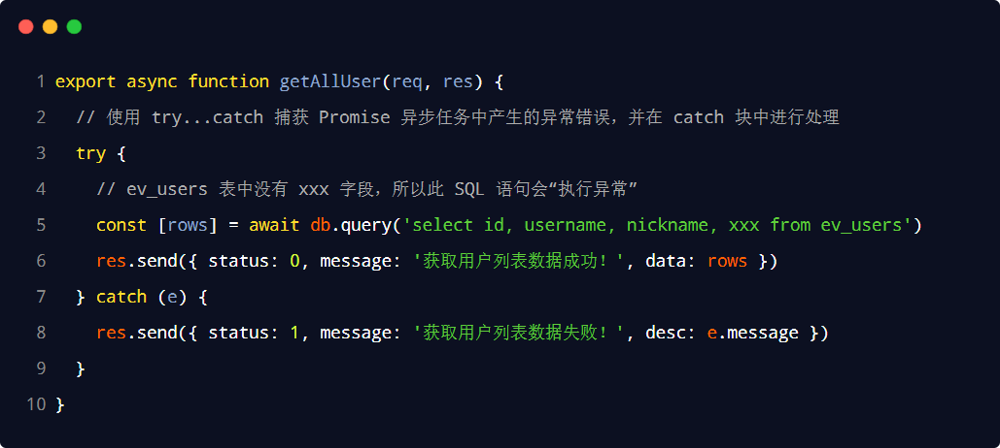 1 export async function getAllUser(req, res) {
2 // 使用 try...catch 捕获 Promise 异步任务中产生的异常错误，并在 catch 块中进行处理
3 try {
4 // ev_users 表中没有 xxx 字段，所以此 SQL 语句会“执行异常”
5 const [rows] = await db.query('select id, username, nickname, xxx from ev_users')
6 res.send({ status: 0, message: '获取用户列表数据成功！', data: rows })
7 } catch (e) {
8 res.send({ status: 1, message: '获取用户列表数据失败！', desc: e.message })
9 }
10 }